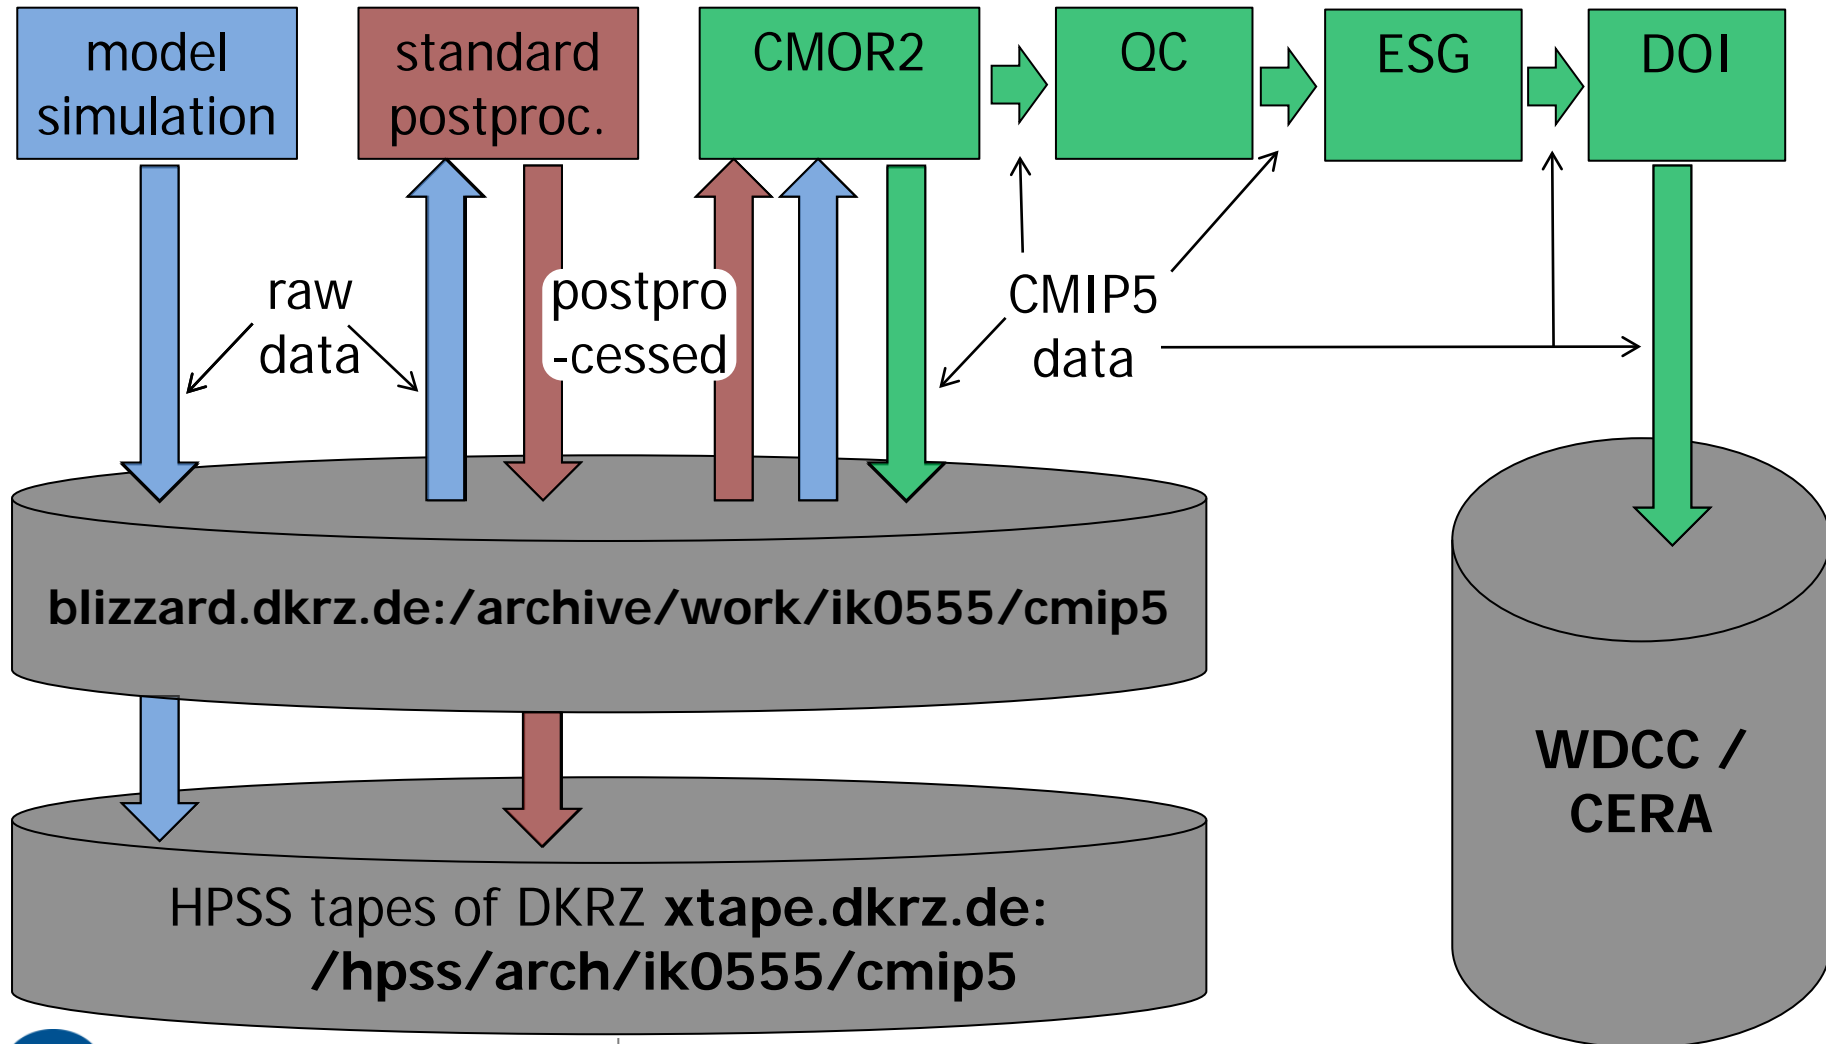 model
simulation
standard
postproc.
CMOR2
QC
ESG
DOI
raw
data
postpro
-cessed
CMIP5
data
blizzard.dkrz.de:/archive/work/ik0555/cmip5
WDCC /
CERA
HPSS tapes of DKRZ xtape.dkrz.de:
/hpss/arch/ik0555/cmip5